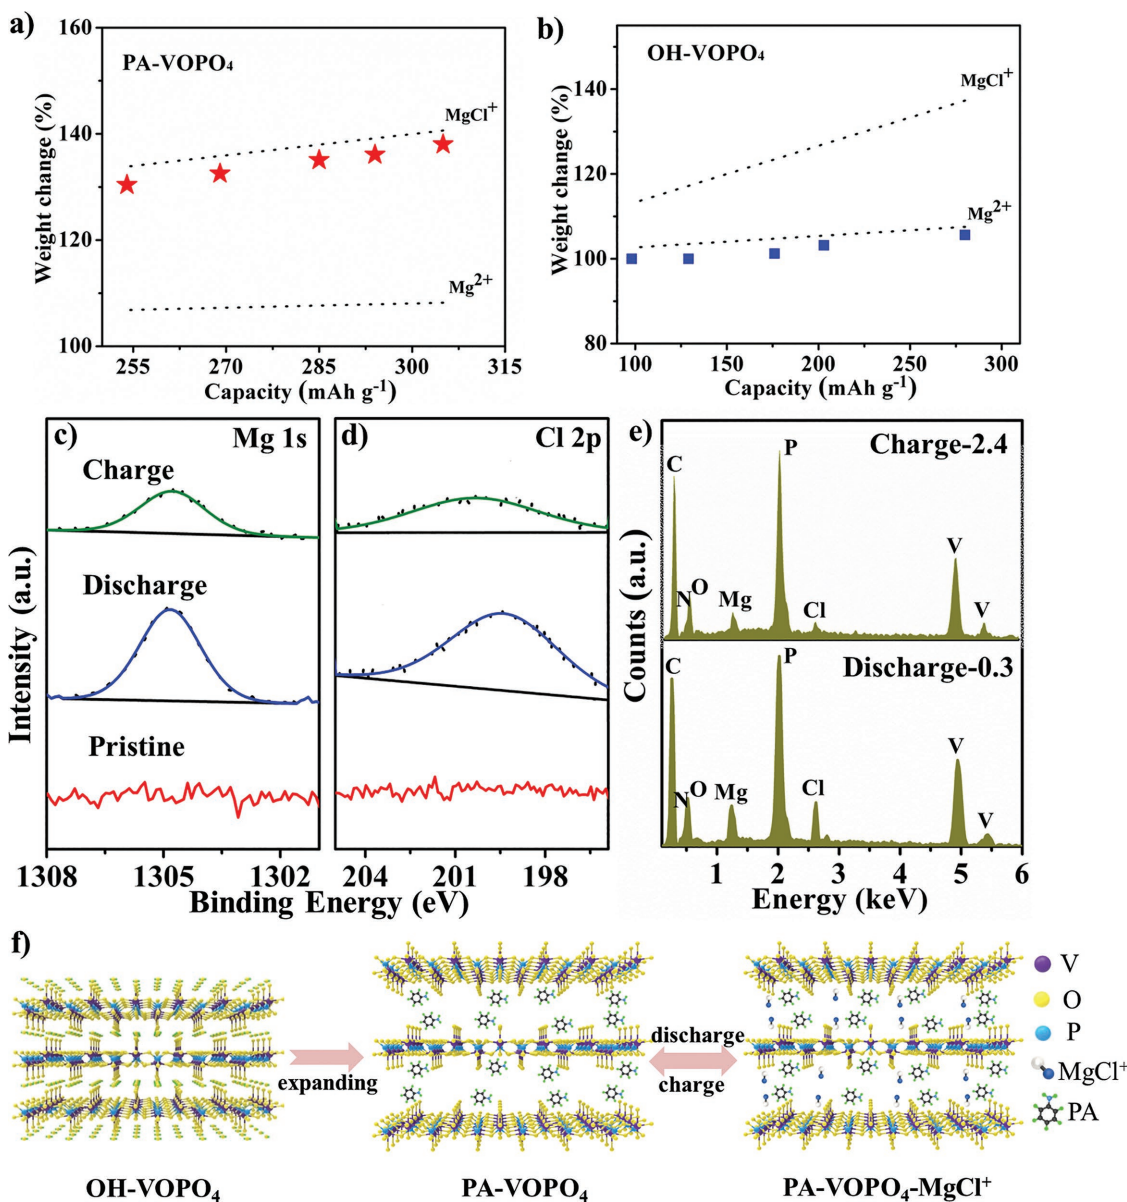 a)
160
140
120
100
Weight change (%)
PA-VOPO₄
MgCl⁺
Mg²⁺
255 270 285 300 315
Capacity (mAh g⁻¹)
b)
140
120
100
80
Weight change (%)
OH-VOPO₄
MgCl⁺
Mg²⁺
100 150 200 250 300
Capacity (mAh g⁻¹)
c) Mg 1s
Charge
Discharge
Pristine
Intensity (a.u.)
1308 1305 1302
d) Cl 2p
204 201 198
Binding Energy (eV)
e)
Charge-2.4
C
N
O
Mg
P
Cl
V
V
Counts (a.u.)
Discharge-0.3
C
N
O
Mg
P
Cl
V
V
1 2 3 4 5 6
Energy (keV)
f)
expanding
discharge
charge
V
O
P
MgCl⁺
PA
OH-VOPO₄
PA-VOPO₄
PA-VOPO₄-MgCl⁺